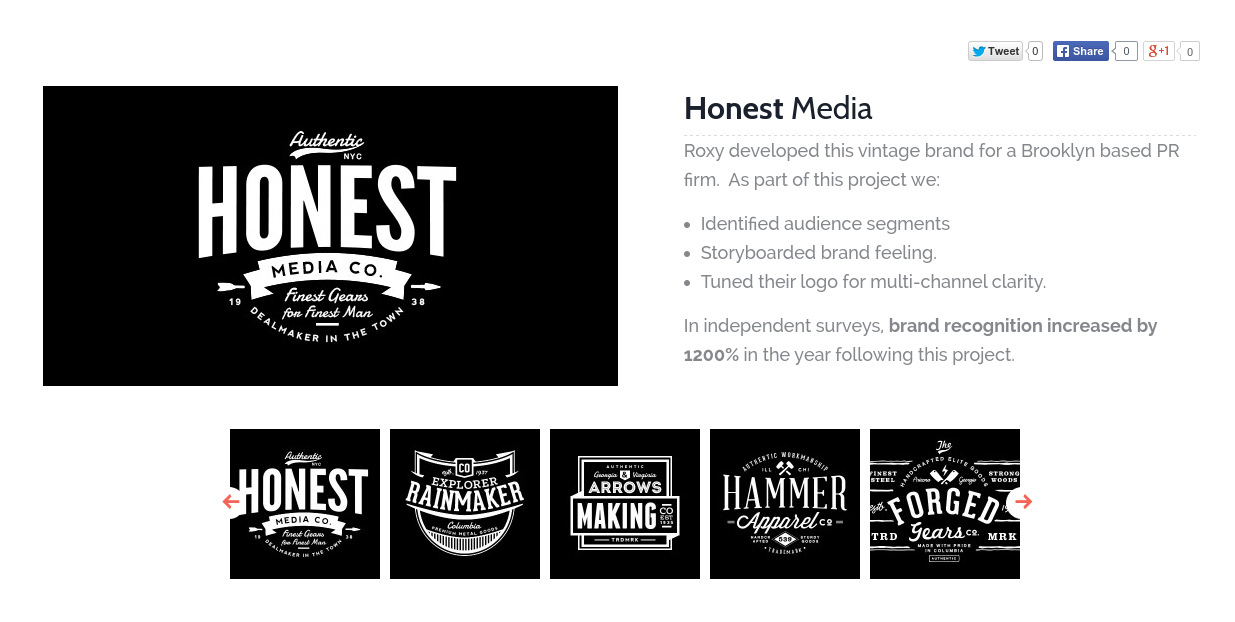 Tweet 0 Share 0 g+1 0
Authentic
NYC
HONEST
MEDIA CO.
Finest Gears
19 for Finest Man 38
DEALMAKER IN THE TOWN
Honest Media
Roxy developed this vintage brand for a Brooklyn based PR
firm. As part of this project we:
• Identified audience segments
• Storyboarded brand feeling.
• Tuned their logo for multi-channel clarity.
In independent surveys, brand recognition increased by
1200% in the year following this project.
Authentic
NYC
HONEST
MEDIA CO.
Finest Gears
19 for Finest Man 38
DEALMAKER IN THE TOWN
CO
estb. 1937
EXPLORER
RAINMAKER
Columbia
PREMIUM METAL GOODS
AUTHENTIC
Georgia & Virginia
ARROWS
MAKING
CO
EST
1935
TRDMRK
AUTHENTIC WORKMANSHIP
ILL CHI
HAMMER
Apparel CO
HANDCRAFTED 539 STURDY GOODS
TRADEMARK
The
HANDCRAFTED ELITE GOODS
FINEST STEEL
Arizona Georgia
STRONG WOODS
FORGED
Gears CO.
TRD
MRK
MADE WITH PRIDE
IN COLUMBIA
AUTHENTIC